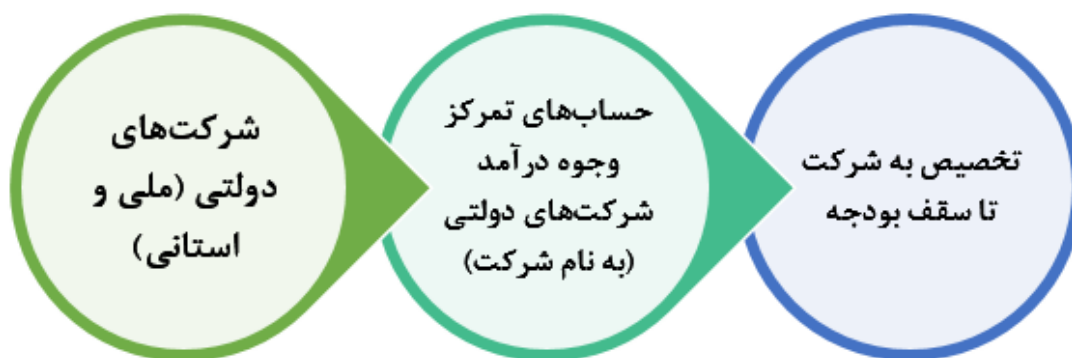 شرکت‌های
دولتی (ملی و
استانی)
حساب‌های تمرکز
وجوه درآمد
شرکت‌های دولتی
(به نام شرکت)
تخصیص به شرکت
تا سقف بودجه